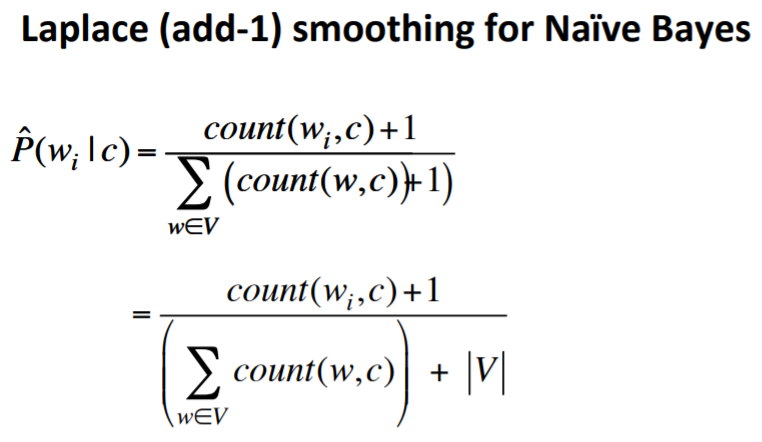 Laplace (add-1) smoothing for Naïve Bayes
P̂(wᵢ | c) = count(wᵢ,c)+1
∑ (count(w,c))+1)
w∈V
= count(wᵢ,c)+1
(∑ count(w,c)) + |V|
w∈V